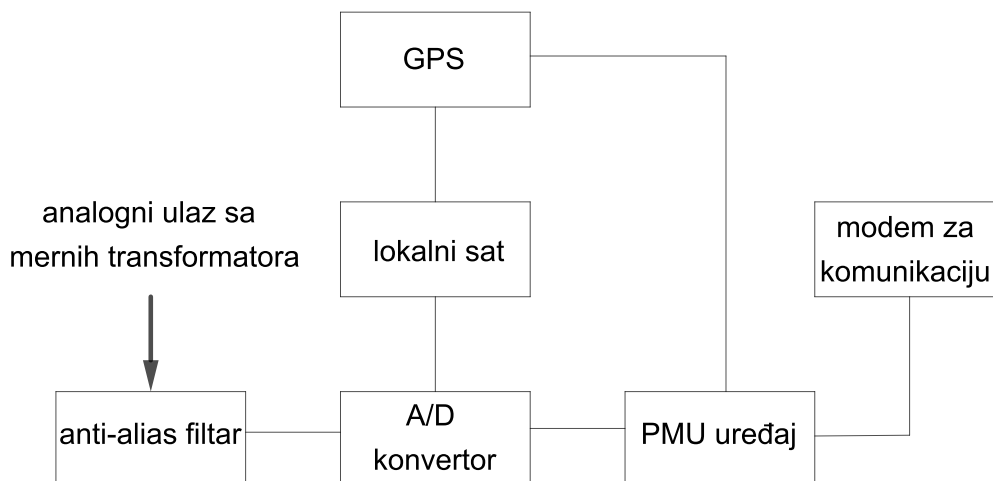 GPS
analogni ulaz sa
mernih transformatora
lokalni sat
modem za
komunikaciju
anti-alias filtar
A/D
konvertor
PMU uređaj